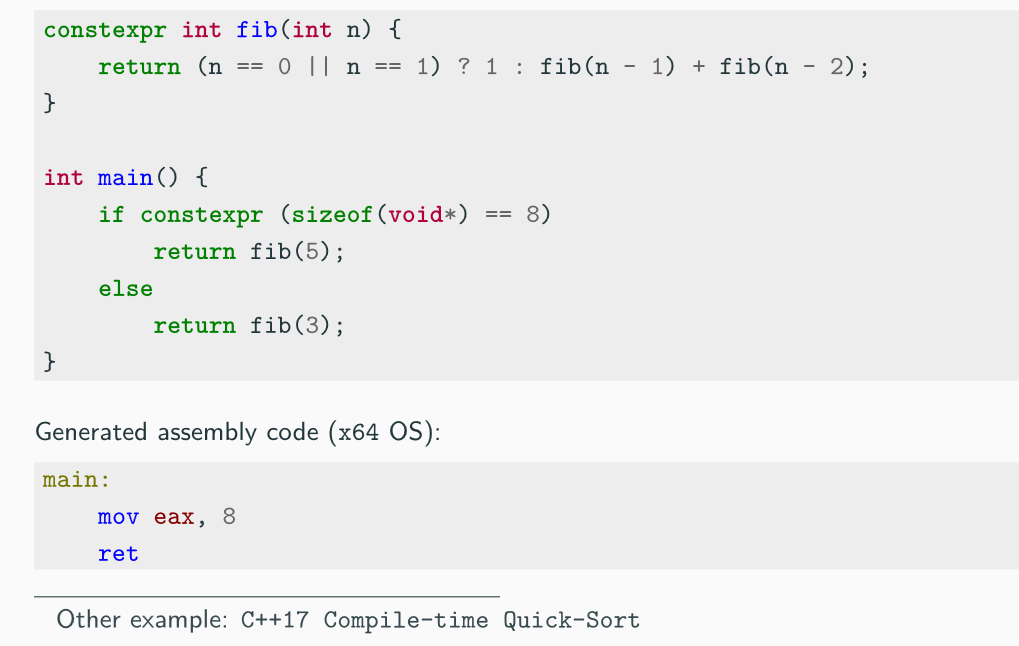 constexpr int fib(int n) {
    return (n == 0 || n == 1) ? 1 : fib(n - 1) + fib(n - 2);
}

int main() {
    if constexpr (sizeof(void*) == 8)
        return fib(5);
    else
        return fib(3);
}
Generated assembly code (x64 OS):
main:
    mov eax, 8
    ret
Other example: C++17 Compile-time Quick-Sort